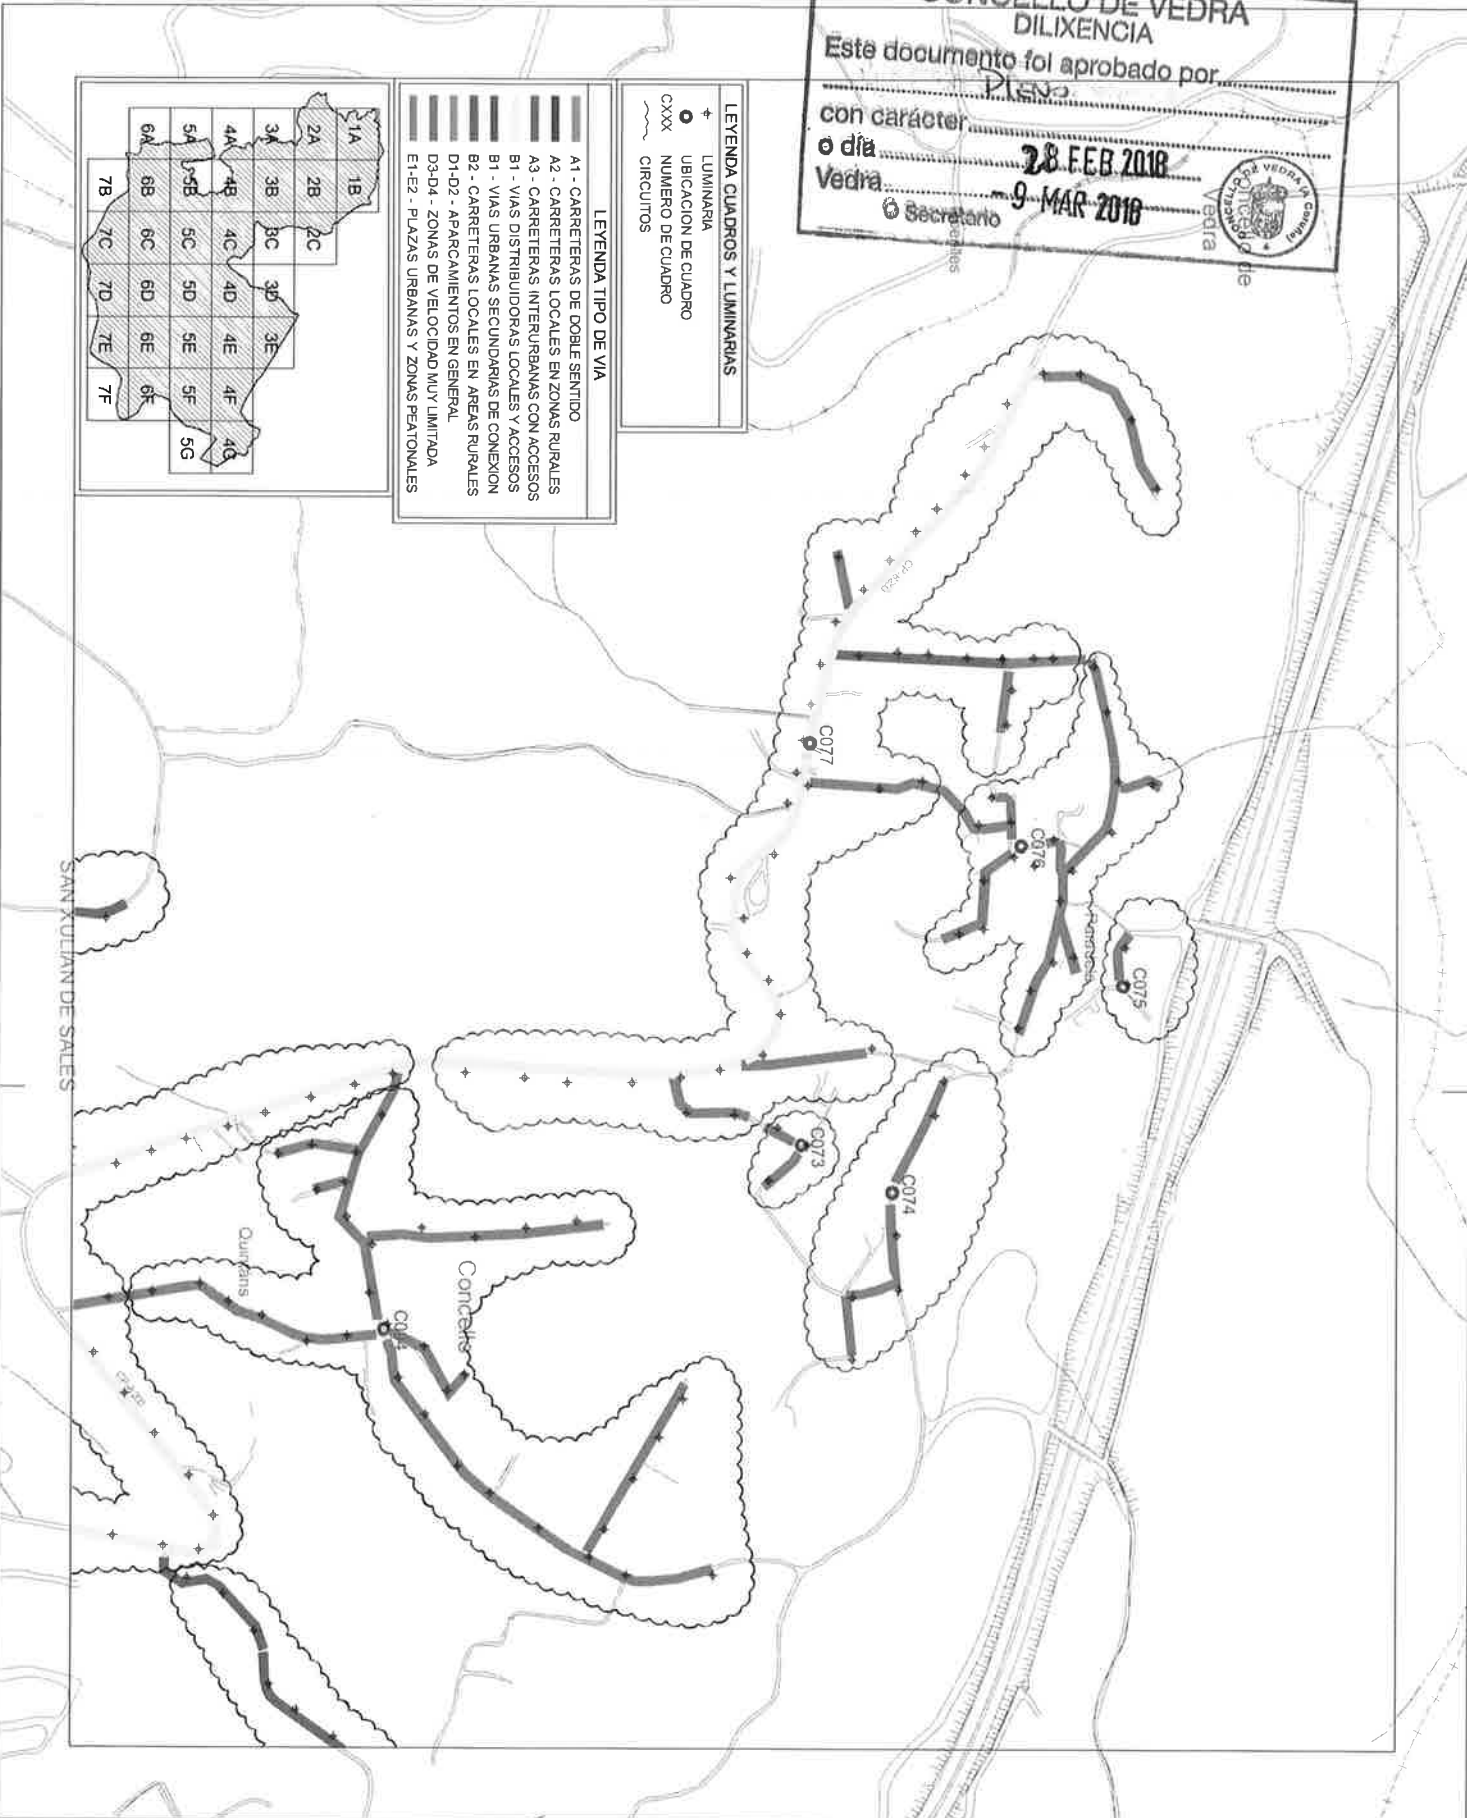 CONCELLO DE VEDRA
DILIXENCIA
Este documento foi aprobado por
PLENO
con carácter
o día 28 FEB 2018
Vedra - 9 MAR 2018
O Secretario
Concello de
Vedra
LEYENDA CUADROS Y LUMINARIAS
LUMINARIA
UBICACION DE CUADRO
CXXX NUMERO DE CUADRO
CIRCUITOS
LEYENDA TIPO DE VIA
A1 - CARRETERAS DE DOBLE SENTIDO
A2 - CARRETERAS LOCALES EN ZONAS RURALES
A3 - CARRETERAS INTERURBANAS CON ACCESOS
B1 - VIAS DISTRIBUIDORAS LOCALES Y ACCESOS
B1 - VIAS URBANAS SECUNDARIAS DE CONEXION
B2 - CARRETERAS LOCALES EN AREAS RURALES
D1-D2 - APARCAMIENTOS EN GENERAL
D3-D4 - ZONAS DE VELOCIDAD MUY LIMITADA
E1-E2 - PLAZAS URBANAS Y ZONAS PEATONALES
1A 1B
2A 2B 2C
3A 3B 3C 3D 3E
4A 4B 4C 4D 4E 4F 4G
5A 5B 5C 5D 5E 5F 5G
6A 6B 6C 6D 6E 6F
7B 7C 7D 7E 7F
C077
C076
C075
C073
C074
Quintans
SAN XULIAN DE SALES